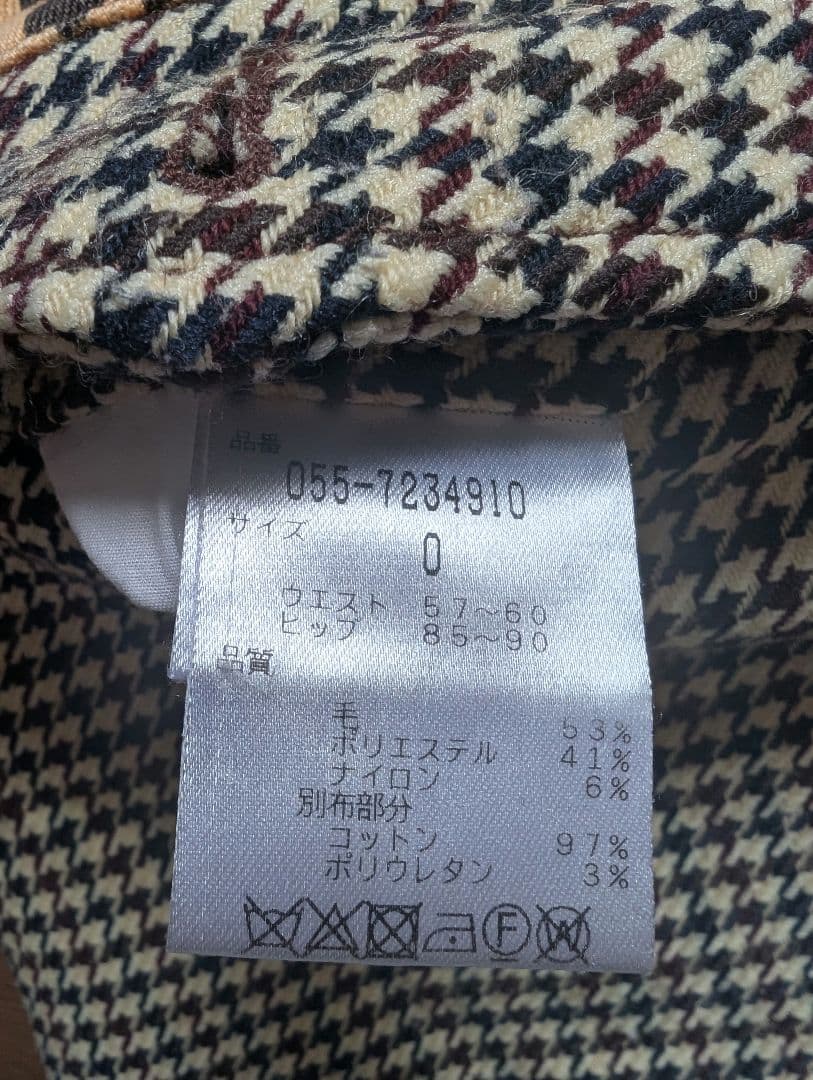 品番
055-7234910
サイズ
0
ウエスト 57～60
ヒップ 85～90
品質
毛 53%
ポリエステル 41%
ナイロン 6%
別布部分
コットン 97%
ポリウレタン 3%
F W